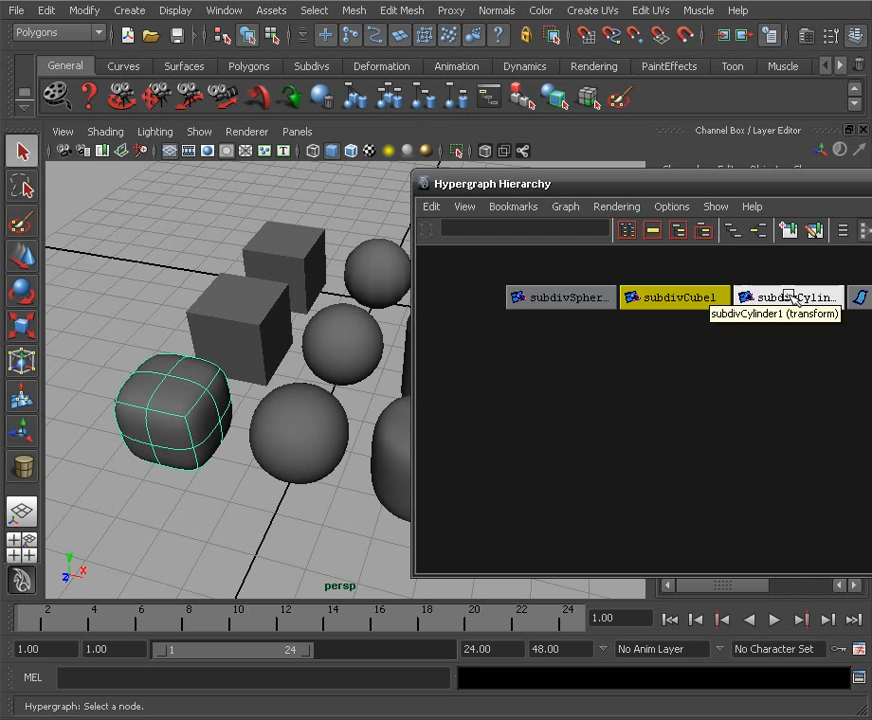 File Edit Modify Create Display Window Assets Select Mesh Edit Mesh Proxy Normals Color Create UVs Edit UVs Muscle Help
Polygons
General Curves Surfaces Polygons Subdivs Deformation Animation Dynamics Rendering PaintEffects Toon Muscle
View Shading Lighting Show Renderer Panels
Channel Box / Layer Editor
Hypergraph Hierarchy
Edit View Bookmarks Graph Rendering Options Show Help
subdivSpher... subdivCube1 subdivCylin...
subdivCylinder1 (transform)
persp
y
z x
2 4 6 8 10 12 14 16 18 20 22 24
1.00
1.00 1.00 1 24 24.00 48.00 No Anim Layer No Character Set
MEL
Hypergraph: Select a node.